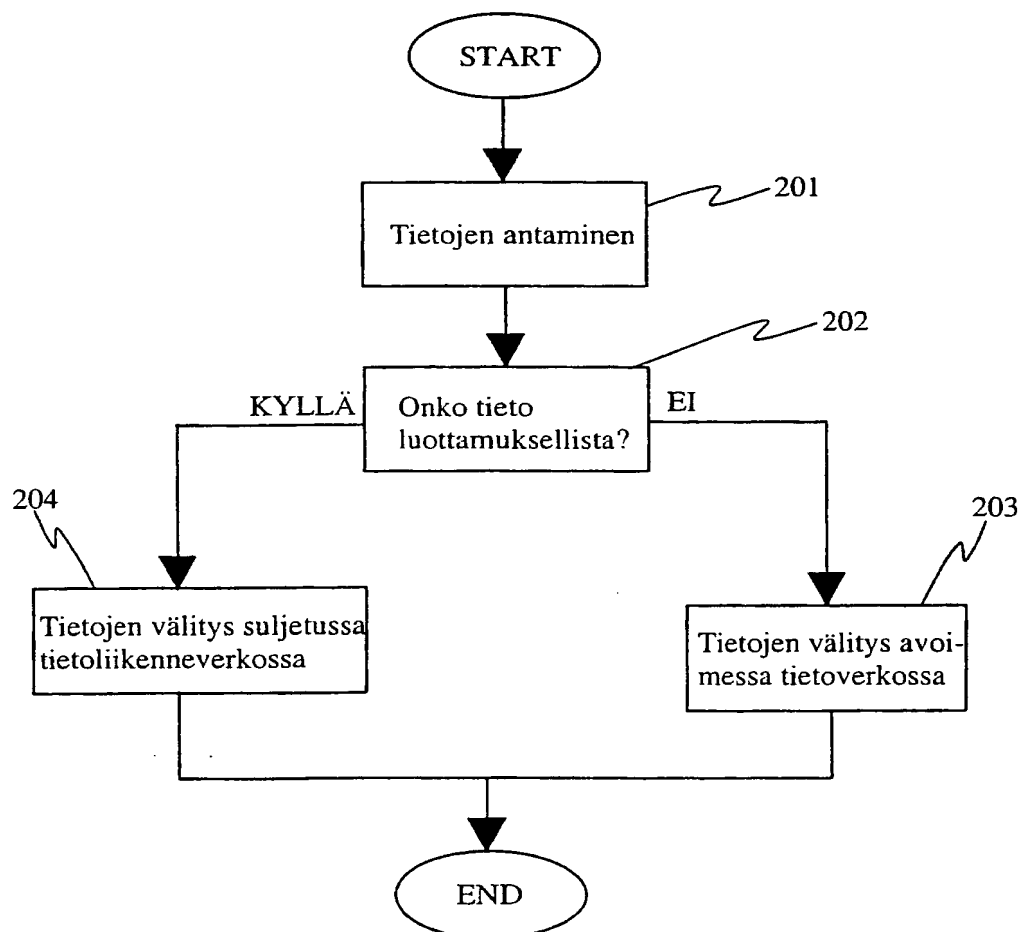 START
201
Tietojen antaminen
202
KYLLÄ
Onko tieto
luottamuksellista?
EI
204
203
Tietojen välitys suljetussa
tietoliikenneverkossa
Tietojen välitys avoi-
messa tietoverkossa
END